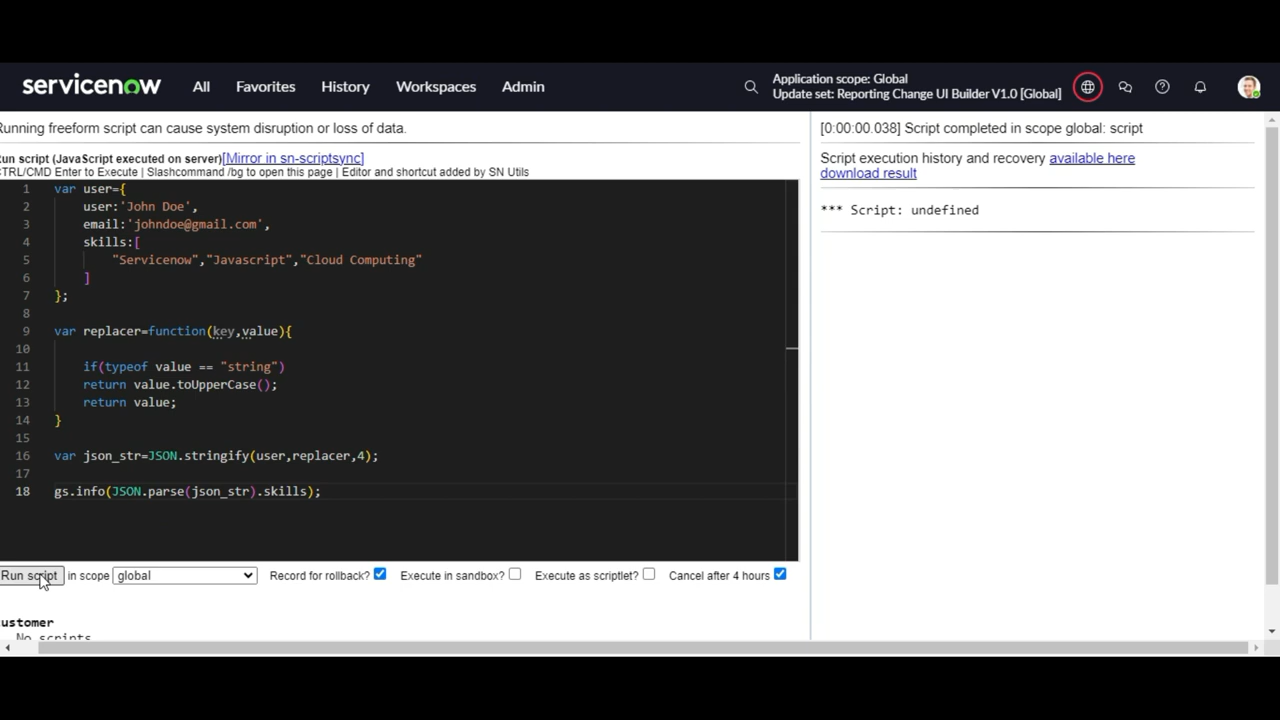 servicenow All Favorites History Workspaces Admin
Application scope: Global
Update set: Reporting Change UI Builder V1.0 [Global]
Running freeform script can cause system disruption or loss of data.
un script (JavaScript executed on server)[Mirror in sn-scriptsync]
CTRL/CMD Enter to Execute | Slashcommand /bg to open this page | Editor and shortcut added by SN Utils
1 var user={
2 user:'John Doe',
3 email:'johndoe@gmail.com',
4 skills:[
5 "Servicenow","Javascript","Cloud Computing"
6 ]
7 };
8
9 var replacer=function(key,value){
10
11 if(typeof value == "string")
12 return value.toUpperCase();
13 return value;
14 }
15
16 var json_str=JSON.stringify(user,replacer,4);
17
18 gs.info(JSON.parse(json_str).skills);
Run script in scope global Record for rollback? Execute in sandbox? Execute as scriptlet? Cancel after 4 hours
ustomer
No scripts
[0:00:00.038] Script completed in scope global: script
Script execution history and recovery available here
download result
*** Script: undefined